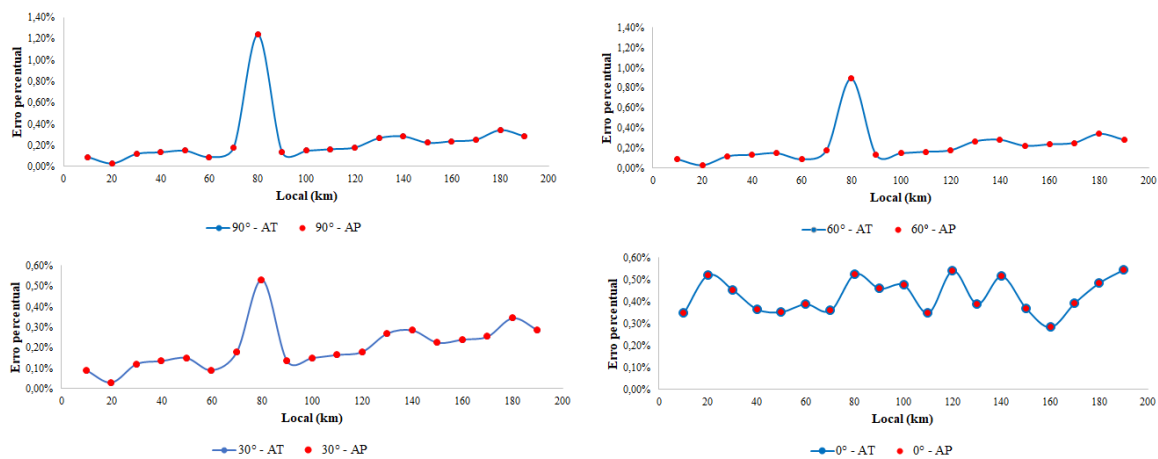 1,40%
1,20%
1,00%
0,80%
0,60%
0,40%
0,20%
0,00%
Erro percentual
0 20 40 60 80 100 120 140 160 180 200
Local (km)
90° - AT 90° - AP
1,40%
1,20%
1,00%
0,80%
0,60%
0,40%
0,20%
0,00%
Erro percentual
0 20 40 60 80 100 120 140 160 180 200
Local (km)
60° - AT 60° - AP
0,60%
0,50%
0,40%
0,30%
0,20%
0,10%
0,00%
Erro percentual
0 20 40 60 80 100 120 140 160 180 200
Local (km)
30° - AT 30° - AP
0,60%
0,50%
0,40%
0,30%
0,20%
0,10%
0,00%
Erro percentual
0 20 40 60 80 100 120 140 160 180 200
Local (km)
0° - AT 0° - AP